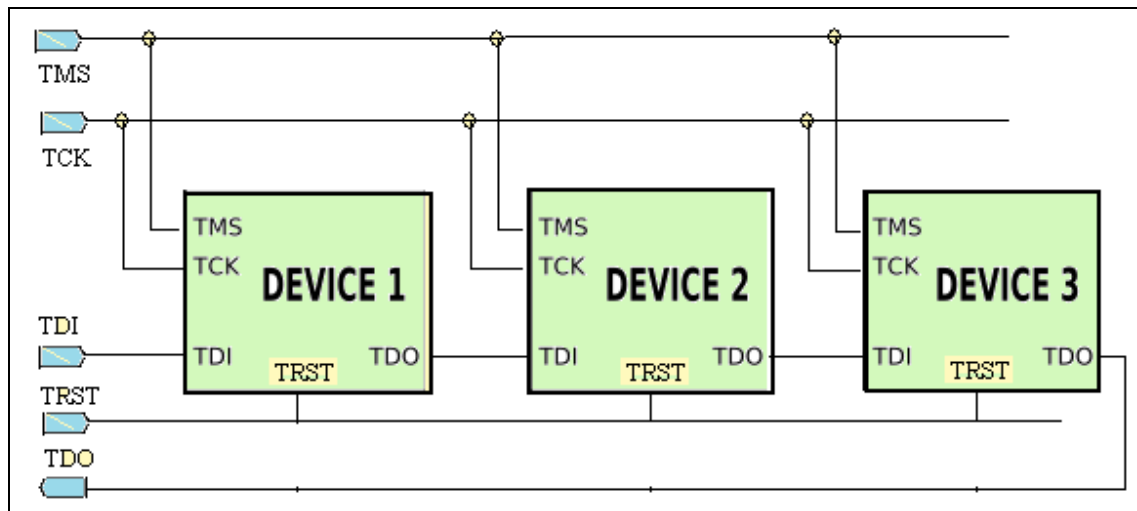 TMS
TCK
TMS
TCK
DEVICE 1
TDI
TDO
TRST
TMS
TCK
DEVICE 2
TDI
TDO
TRST
TMS
TCK
DEVICE 3
TDI
TDO
TRST
TDI
TRST
TDO